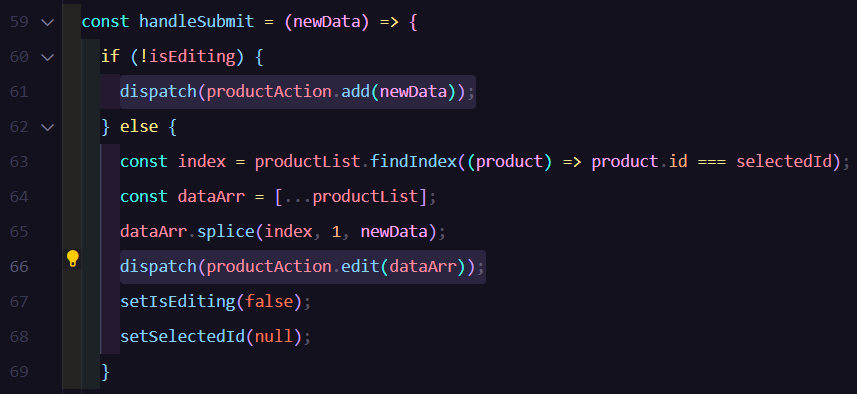 59 const handleSubmit = (newData) => {
60 if (!isEditing) {
61 dispatch(productAction.add(newData));
62 } else {
63 const index = productList.findIndex((product) => product.id === selectedId);
64 const dataArr = [...productList];
65 dataArr.splice(index, 1, newData);
66 dispatch(productAction.edit(dataArr));
67 setIsEditing(false);
68 setSelectedId(null);
69 }